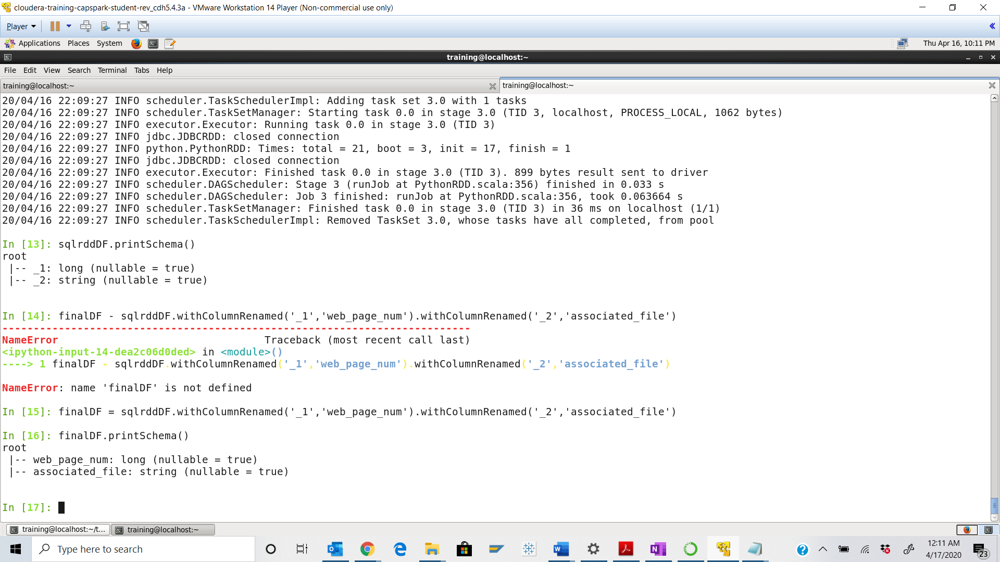 cloudera-training-capspark-student-rev_cdh5.4.3a - VMware Workstation 14 Player (Non-commercial use only)
Player
Applications Places System Thu Apr 16, 10:11 PM
training@localhost:~
File Edit View Search Terminal Tabs Help
training@localhost:~ training@localhost:~
20/04/16 22:09:27 INFO scheduler.TaskSchedulerImpl: Adding task set 3.0 with 1 tasks
20/04/16 22:09:27 INFO scheduler.TaskSetManager: Starting task 0.0 in stage 3.0 (TID 3, localhost, PROCESS_LOCAL, 1062 bytes)
20/04/16 22:09:27 INFO executor.Executor: Running task 0.0 in stage 3.0 (TID 3)
20/04/16 22:09:27 INFO jdbc.JDBCRDD: closed connection
20/04/16 22:09:27 INFO python.PythonRDD: Times: total = 21, boot = 3, init = 17, finish = 1
20/04/16 22:09:27 INFO jdbc.JDBCRDD: closed connection
20/04/16 22:09:27 INFO executor.Executor: Finished task 0.0 in stage 3.0 (TID 3). 899 bytes result sent to driver
20/04/16 22:09:27 INFO scheduler.DAGScheduler: Stage 3 (runJob at PythonRDD.scala:356) finished in 0.033 s
20/04/16 22:09:27 INFO scheduler.DAGScheduler: Job 3 finished: runJob at PythonRDD.scala:356, took 0.063664 s
20/04/16 22:09:27 INFO scheduler.TaskSetManager: Finished task 0.0 in stage 3.0 (TID 3) in 36 ms on localhost (1/1)
20/04/16 22:09:27 INFO scheduler.TaskSchedulerImpl: Removed TaskSet 3.0, whose tasks have all completed, from pool
In [13]: sqlrddDF.printSchema()
root
|-- _1: long (nullable = true)
|-- _2: string (nullable = true)
In [14]: finalDF - sqlrddDF.withColumnRenamed('_1','web_page_num').withColumnRenamed('_2','associated_file')
---------------------------------------------------------------------------
NameError Traceback (most recent call last)
<ipython-input-14-dea2c06d0ded> in <module>()
----> 1 finalDF - sqlrddDF.withColumnRenamed('_1','web_page_num').withColumnRenamed('_2','associated_file')
NameError: name 'finalDF' is not defined
In [15]: finalDF = sqlrddDF.withColumnRenamed('_1','web_page_num').withColumnRenamed('_2','associated_file')
In [16]: finalDF.printSchema()
root
|-- web_page_num: long (nullable = true)
|-- associated_file: string (nullable = true)
In [17]:
training@localhost:~/t... training@localhost:~
Type here to search
12:11 AM
4/17/2020
23